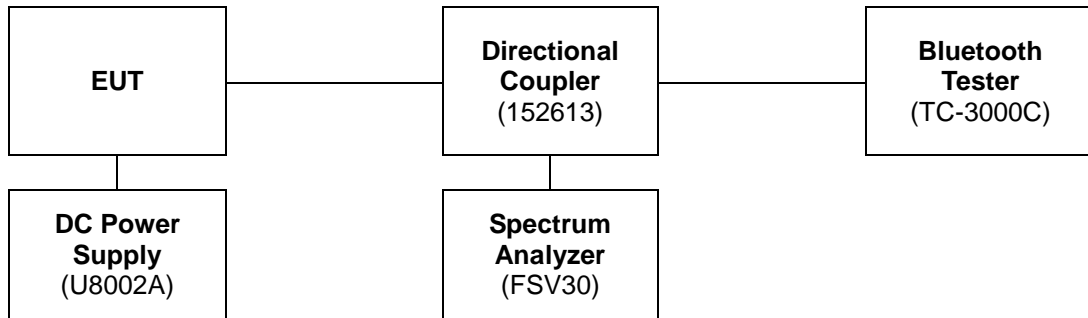 EUT
Directional
Coupler
(152613)
Bluetooth
Tester
(TC-3000C)
DC Power
Supply
(U8002A)
Spectrum
Analyzer
(FSV30)